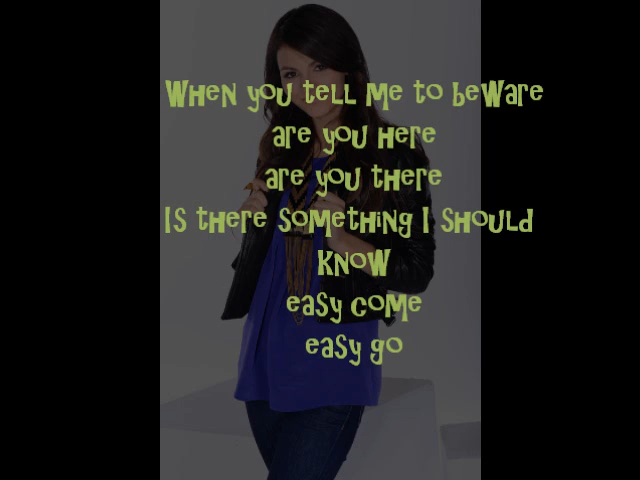 When you tell me to beware
are you here
are you there
Is there something I should
know
easy come
easy go